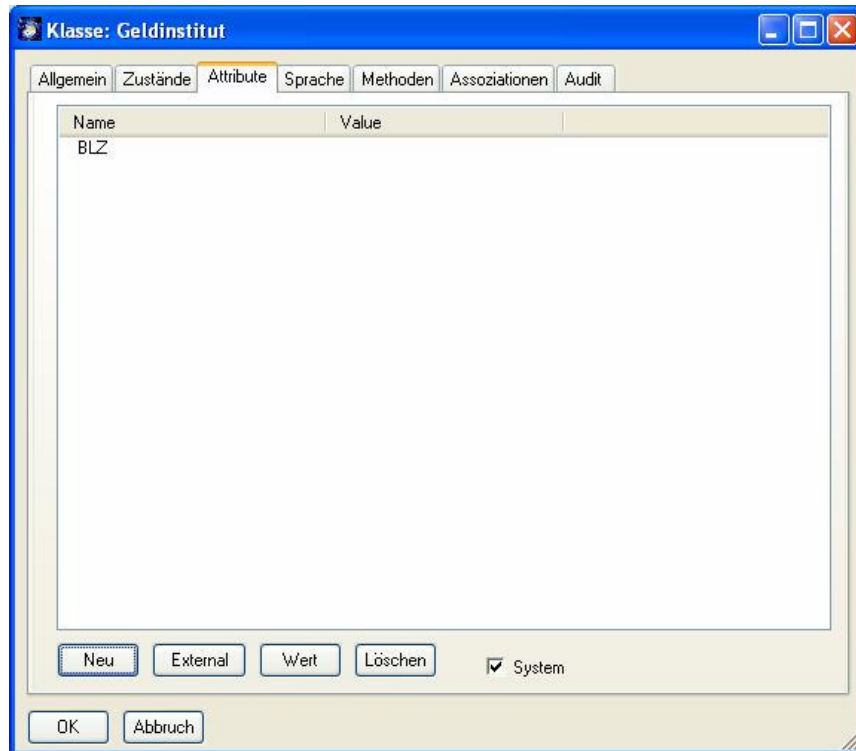 Klasse: Geldinstitut
Allgemein Zustände Attribute Sprache Methoden Assoziationen Audit
Name Value
BLZ
Neu External Wert Löschen System
OK Abbruch